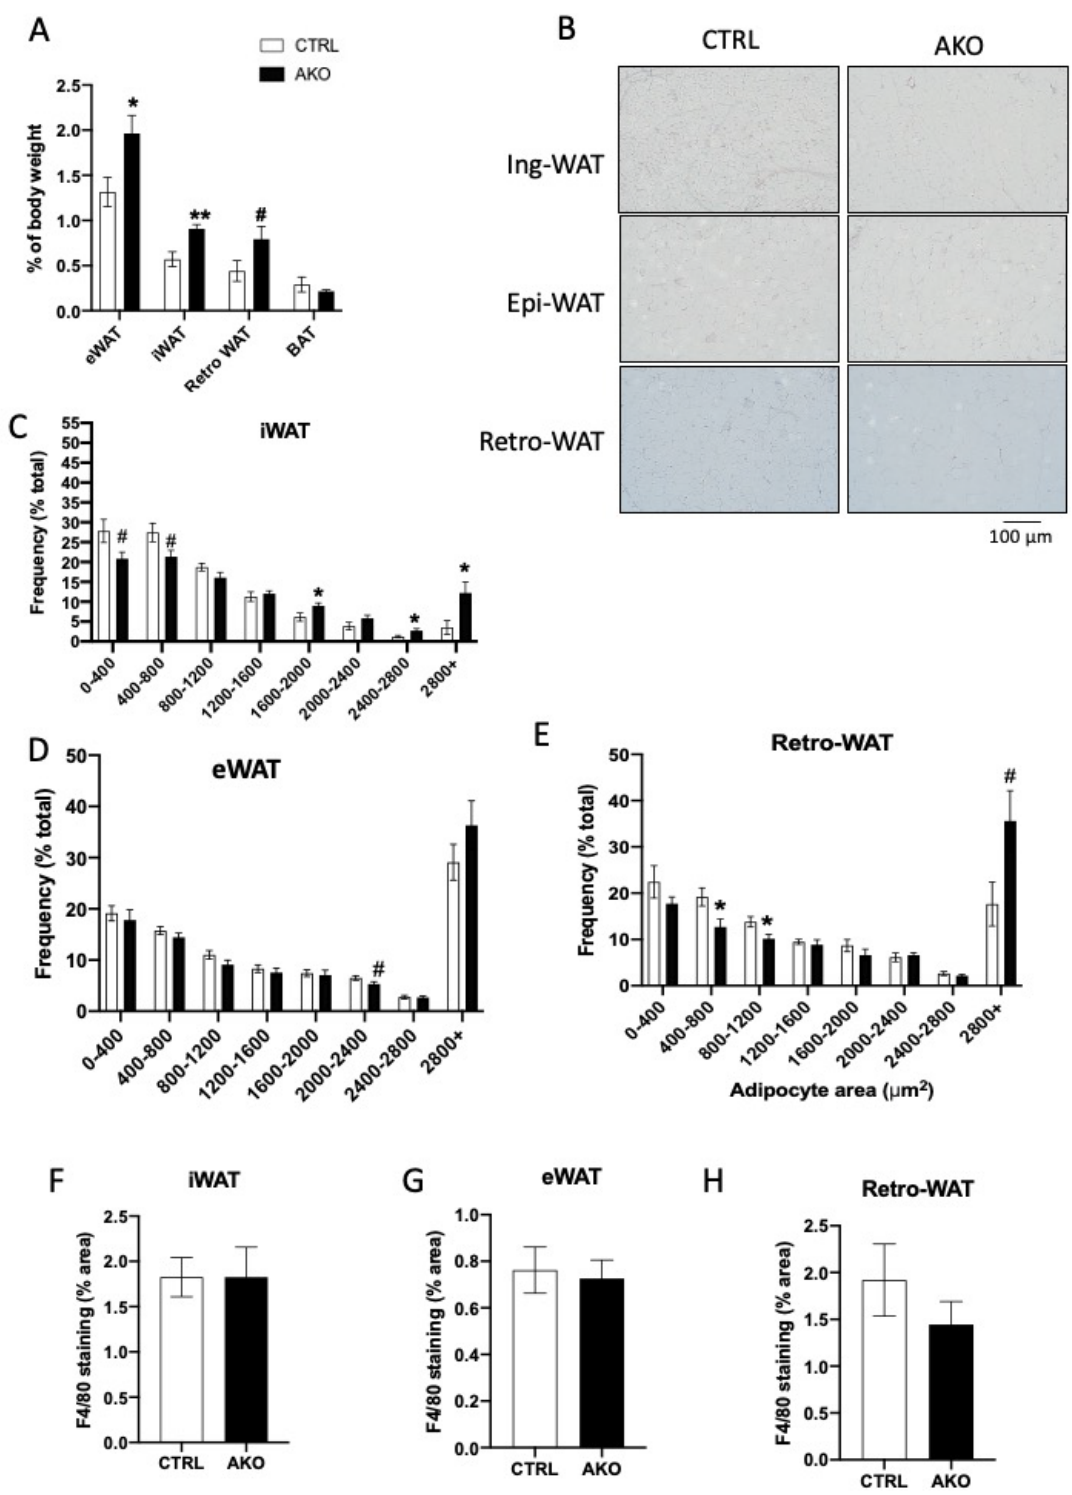 A
CTRL
AKO
% of body weight
2.5
2.0
1.5
1.0
0.5
0.0
*
**
#
eWAT
iWAT
Retro WAT
BAT
B
CTRL
AKO
Ing-WAT
Epi-WAT
Retro-WAT
100 µm
C
iWAT
Frequency (% total)
55
50
45
40
35
30
25
20
15
10
5
0
#
#
*
*
*
0-400
400-800
800-1200
1200-1600
1600-2000
2000-2400
2400-2800
2800+
D
eWAT
Frequency (% total)
50
40
30
20
10
0
#
0-400
400-800
800-1200
1200-1600
1600-2000
2000-2400
2400-2800
2800+
E
Retro-WAT
Frequency (% total)
50
40
30
20
10
0
*
*
#
0-400
400-800
800-1200
1200-1600
1600-2000
2000-2400
2400-2800
2800+
Adipocyte area (µm²)
F
iWAT
F4/80 staining (% area)
2.5
2.0
1.5
1.0
0.5
0.0
CTRL
AKO
G
eWAT
F4/80 staining (% area)
1.0
0.8
0.6
0.4
0.2
0.0
CTRL
AKO
H
Retro-WAT
F4/80 staining (% area)
2.5
2.0
1.5
1.0
0.5
0.0
CTRL
AKO